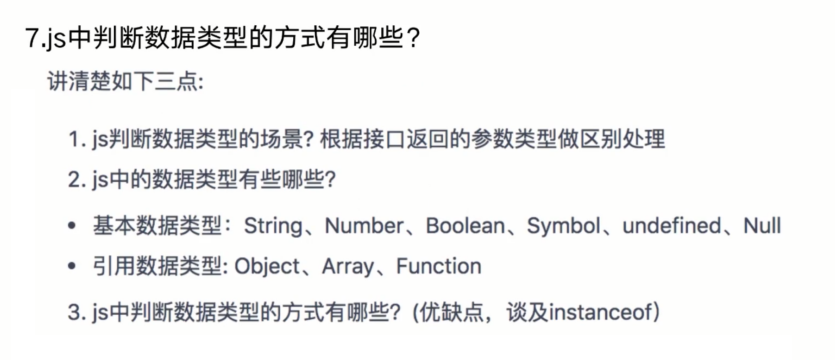 7.js中判断数据类型的方式有哪些?
讲清楚如下三点:
1. js判断数据类型的场景? 根据接口返回的参数类型做区别处理
2. js中的数据类型有些哪些?
• 基本数据类型：String、Number、Boolean、Symbol、undefined、Null
• 引用数据类型: Object、Array、Function
3. js中判断数据类型的方式有哪些?（优缺点，谈及instanceof）